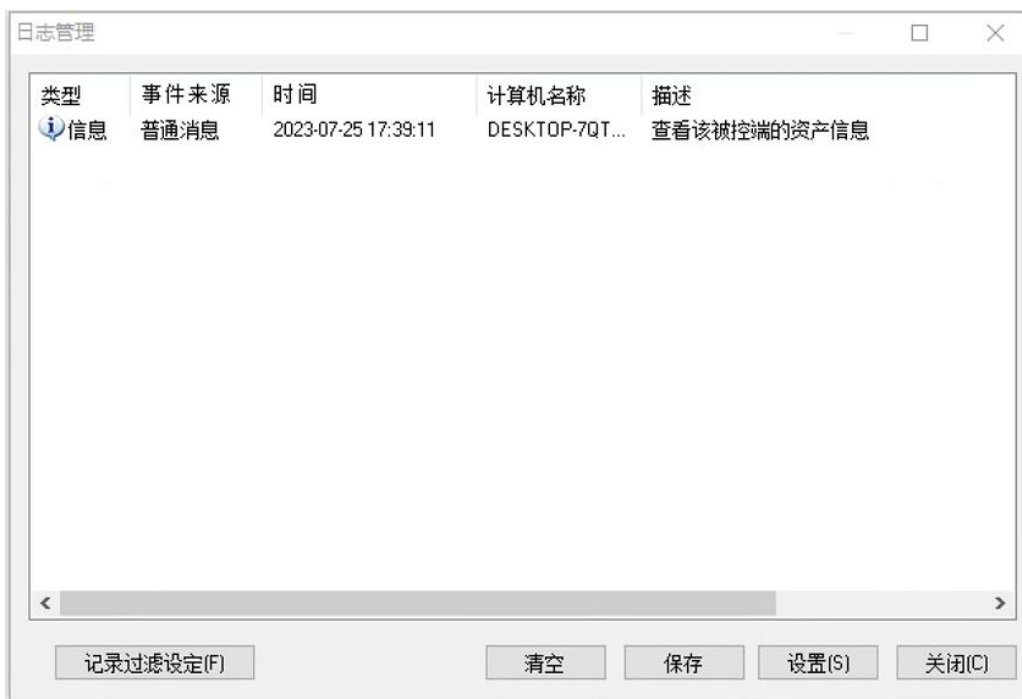 日志管理
类型 事件来源 时间 计算机名称 描述
信息 普通消息 2023-07-25 17:39:11 DESKTOP-7QT... 查看该被控端的资产信息
记录过滤设定(F) 清空 保存 设置(S) 关闭(C)